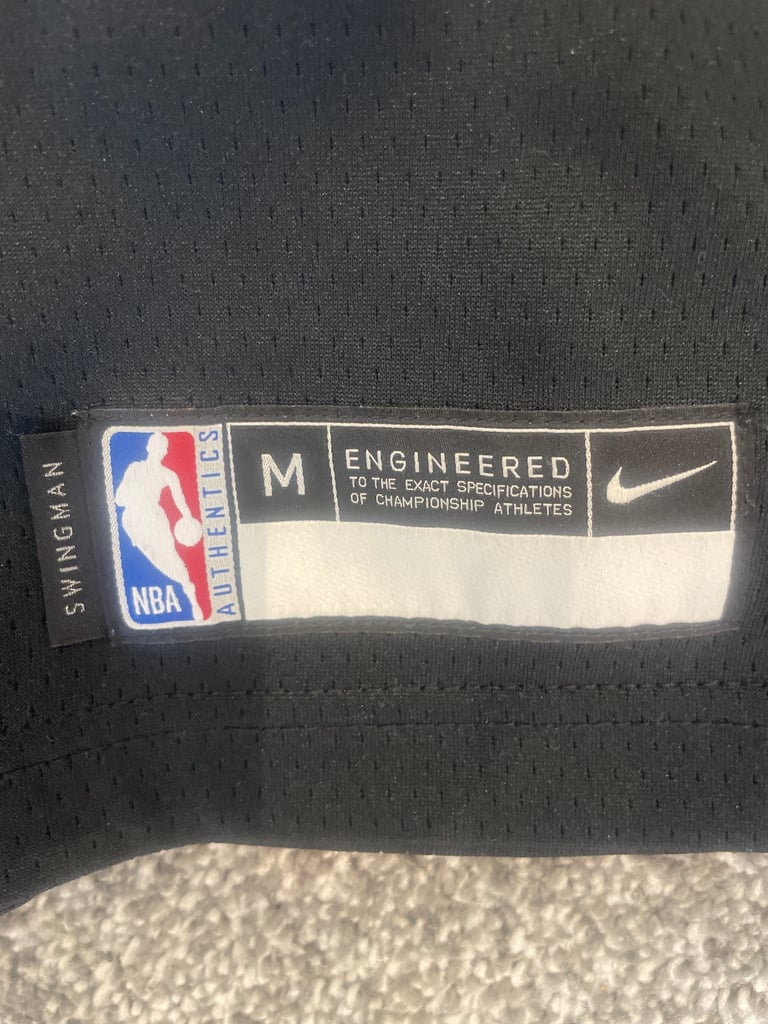 SWINGMAN
NBA
AUTHENTICS
M
ENGINEERED
TO THE EXACT SPECIFICATIONS
OF CHAMPIONSHIP ATHLETES